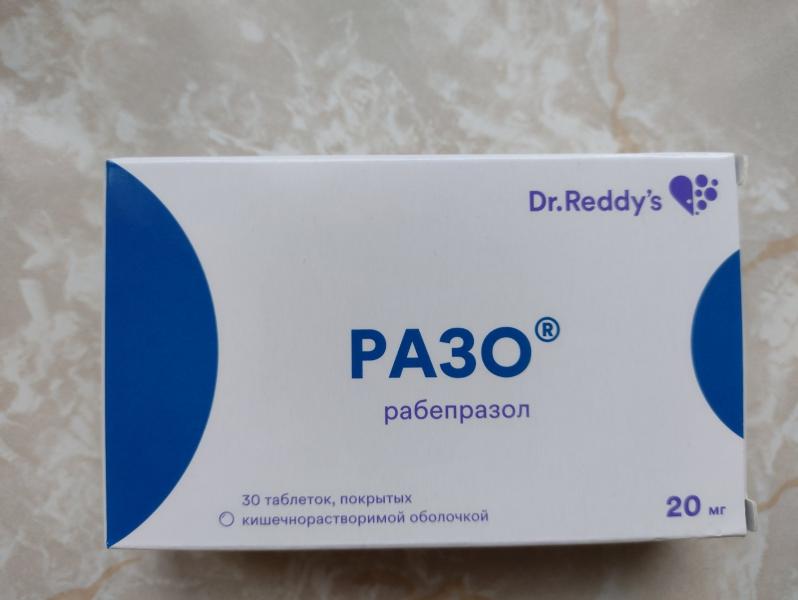 Dr.Reddy's
РАЗО®
рабепразол
30 таблеток, покрытых
кишечнорастворимой оболочкой
20 мг